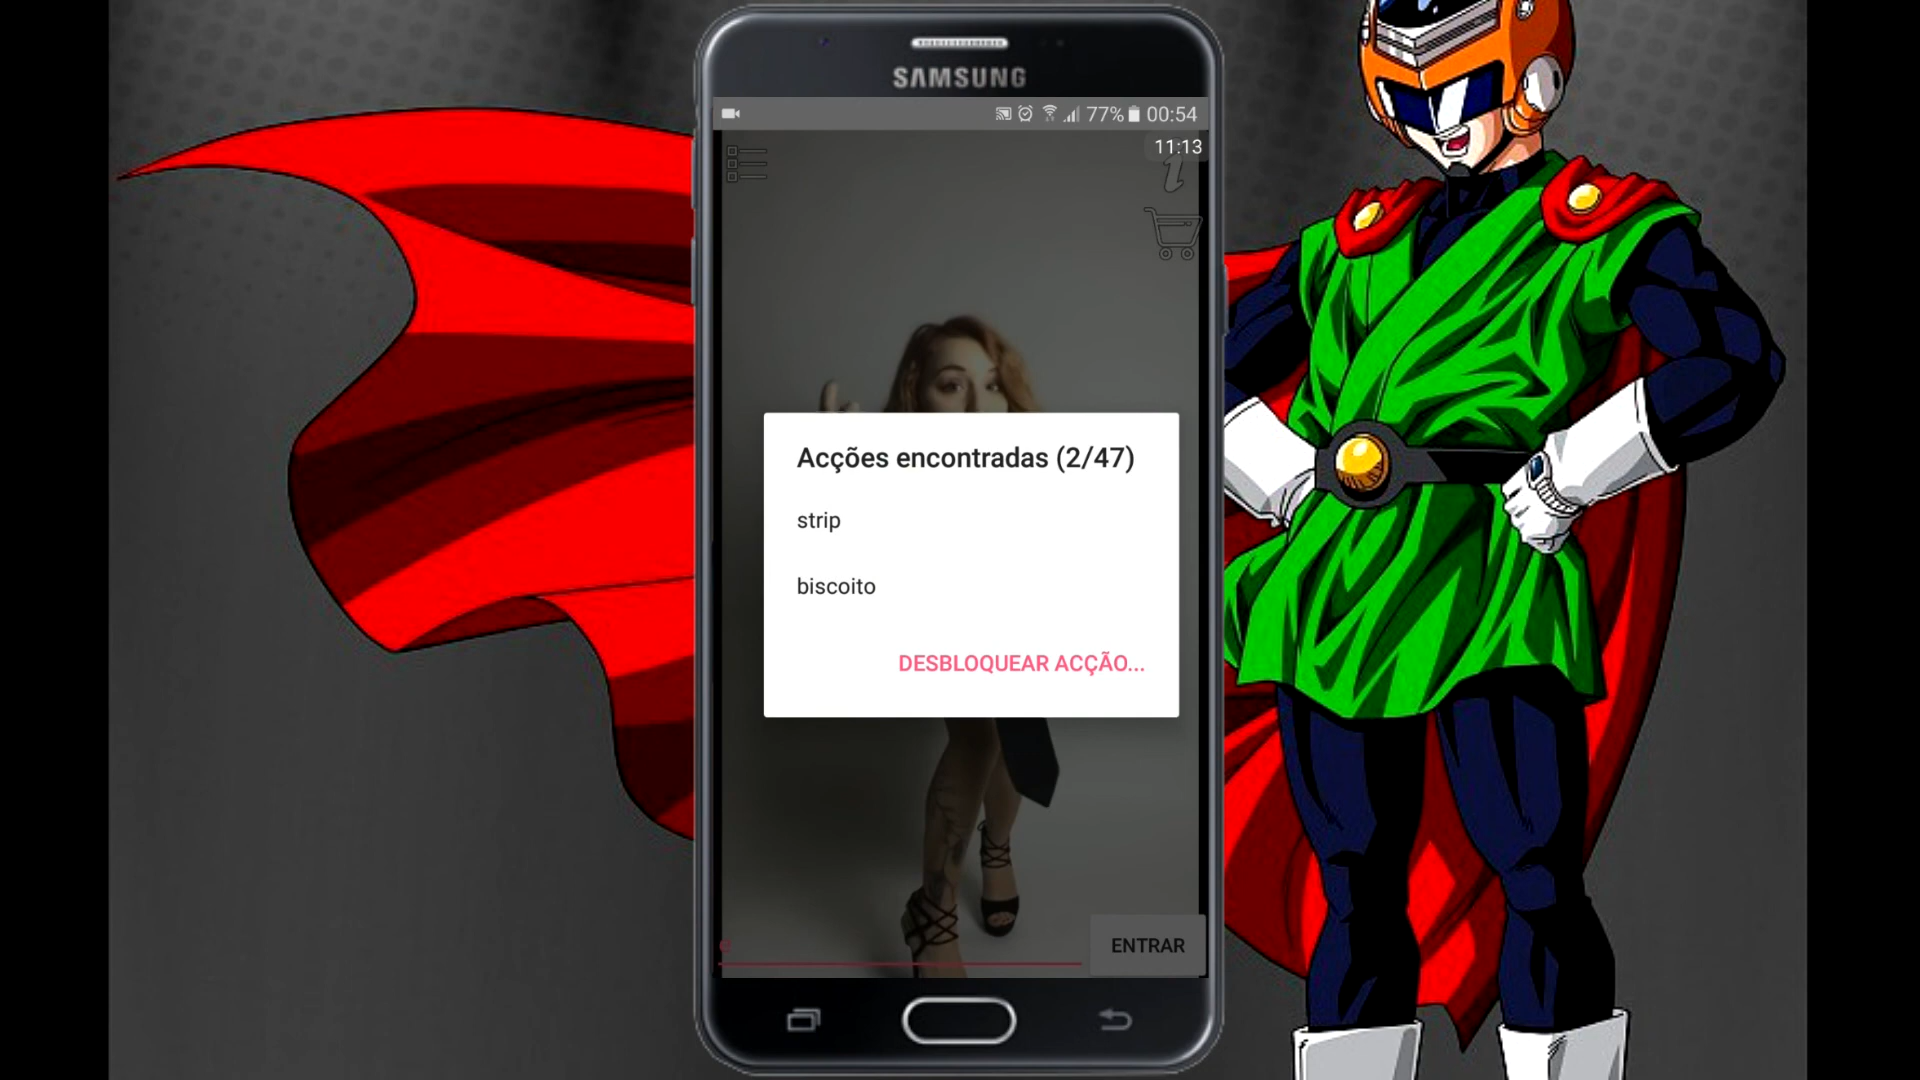 SAMSUNG
77% 00:54
11:13
Acções encontradas (2/47)
strip
biscoito
DESBLOQUEAR ACÇÃO...
ENTRAR